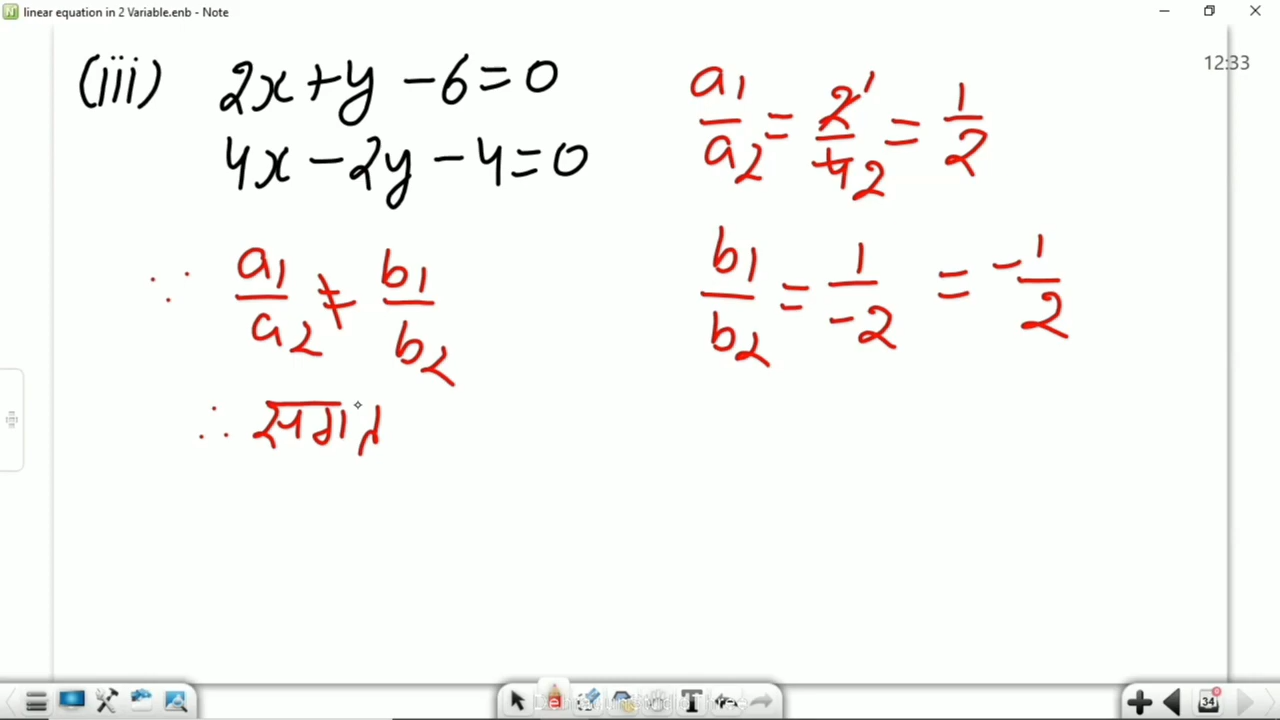 linear equation in 2 Variable.enb - Note
12:33
(iii) 2x + y - 6 = 0
4x - 2y - 4 = 0
∵ a1/a2 ≠ b1/b2
∴
a1/a2 = 2/4 = 1/2
b1/b2 = 1/-2 = -1/2
34